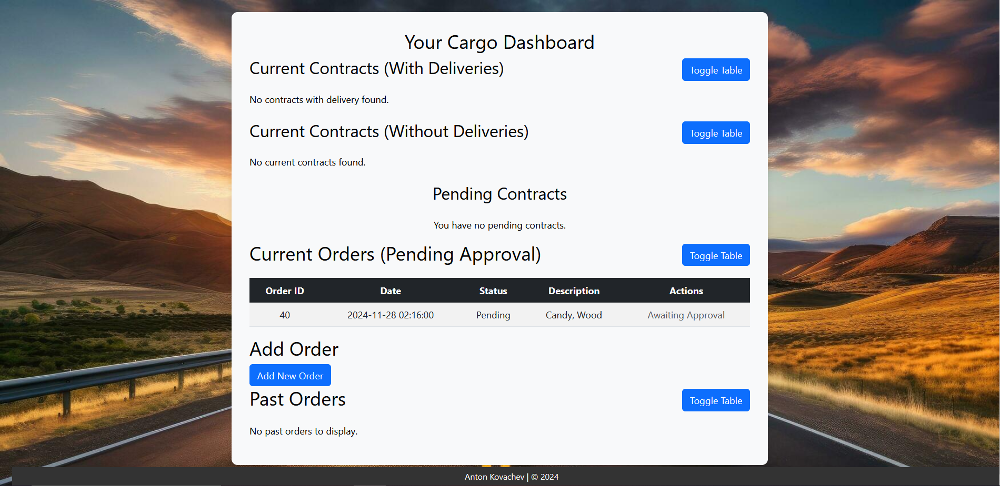 Your Cargo Dashboard
Current Contracts (With Deliveries) Toggle Table
No contracts with delivery found.
Current Contracts (Without Deliveries) Toggle Table
No current contracts found.
Pending Contracts
You have no pending contracts.
Current Orders (Pending Approval) Toggle Table
Order ID Date Status Description Actions
40 2024-11-28 02:16:00 Pending Candy, Wood Awaiting Approval
Add Order
Add New Order
Past Orders Toggle Table
No past orders to display.
Anton Kovachev | © 2024